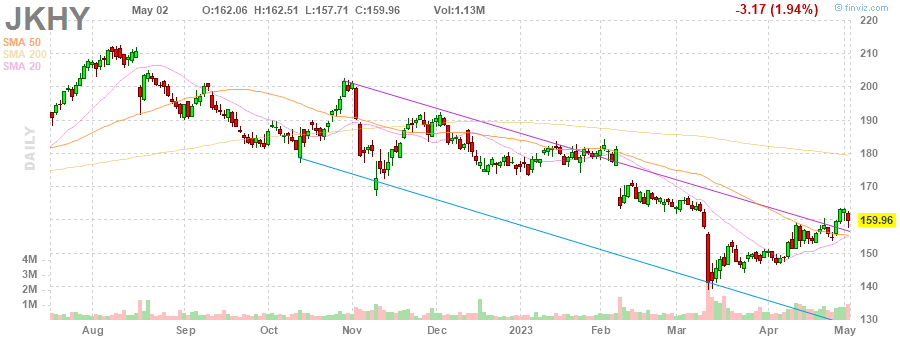 JKHY May 02 O:162.06 H:162.51 L:157.71 C:159.96 Vol:1.13M -3.17 (1.94%) © finviz.com
SMA 50
SMA 200
SMA 20
DAILY
220
210
200
190
180
170
159.96
150
140
130
4M
3M
2M
1M
Aug Sep Oct Nov Dec 2023 Feb Mar Apr May